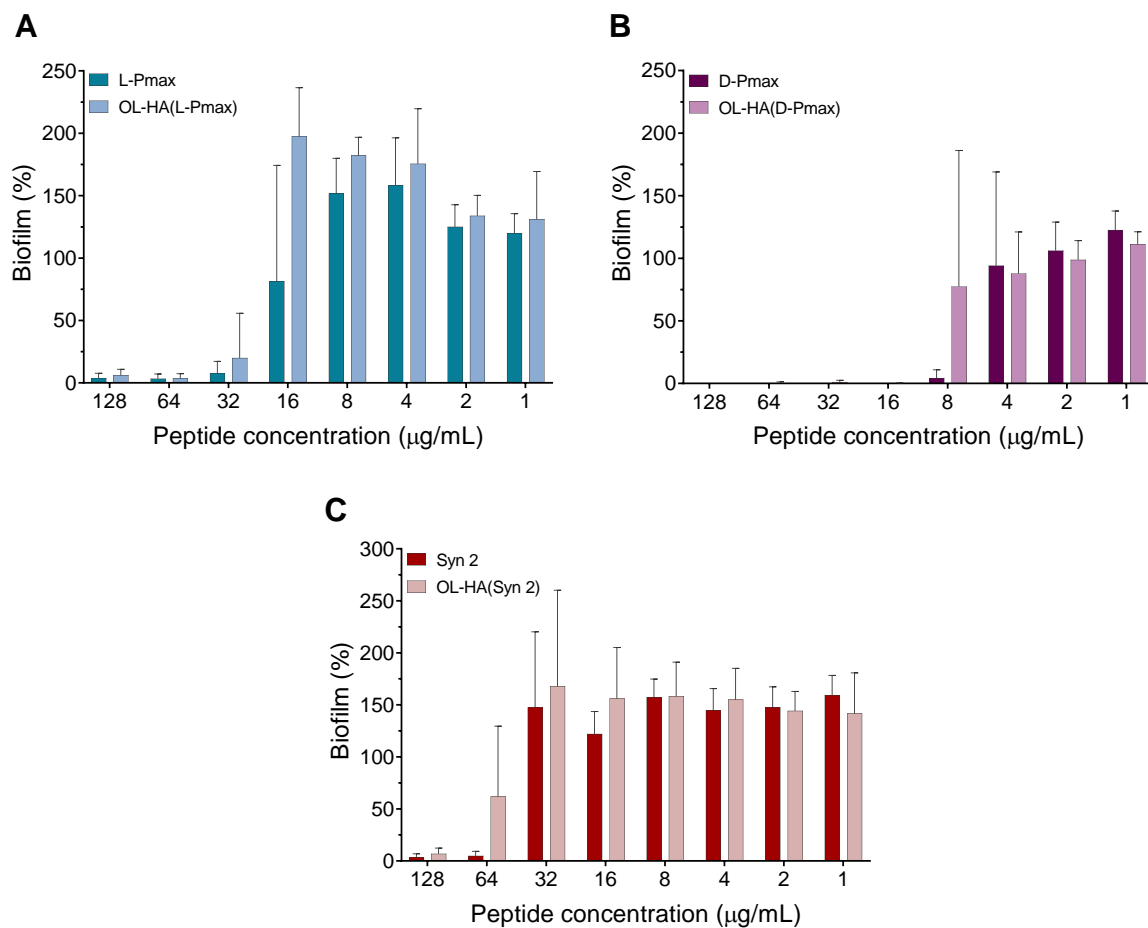 A
250
200
150
100
50
0
Biofilm (%)
L-Pmax
OL-HA(L-Pmax)
128 64 32 16 8 4 2 1
Peptide concentration (μg/mL)
B
250
200
150
100
50
0
Biofilm (%)
D-Pmax
OL-HA(D-Pmax)
128 64 32 16 8 4 2 1
Peptide concentration (μg/mL)
C
300
250
200
150
100
50
0
Biofilm (%)
Syn 2
OL-HA(Syn 2)
128 64 32 16 8 4 2 1
Peptide concentration (μg/mL)